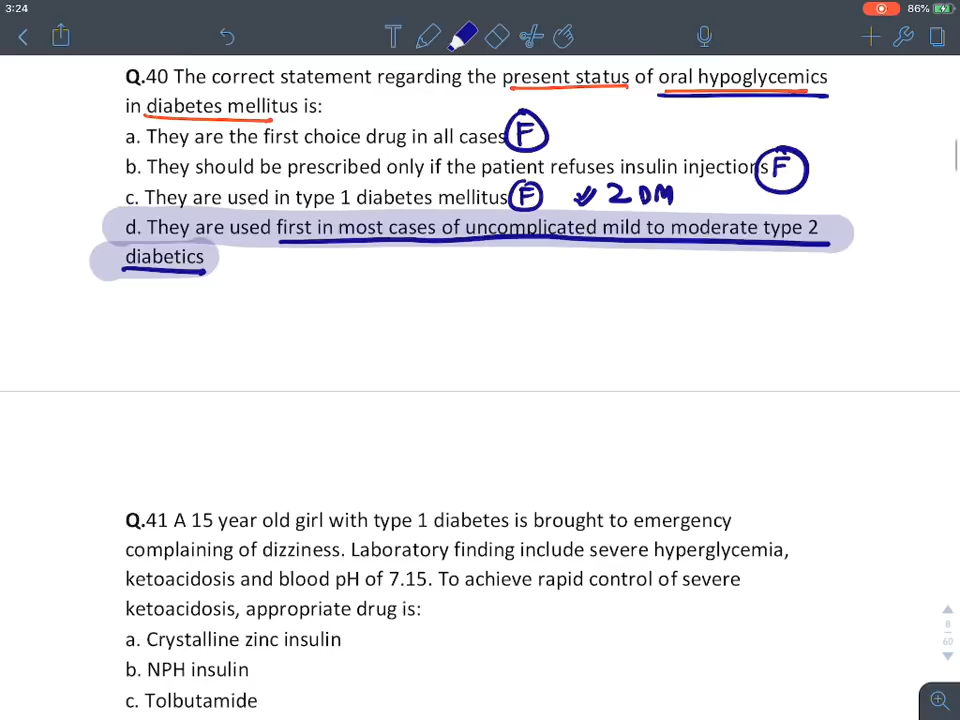 3:24
86%
T
Q.40 The correct statement regarding the present status of oral hypoglycemics
in diabetes mellitus is:
a. They are the first choice drug in all cases F
b. They should be prescribed only if the patient refuses insulin injections F
c. They are used in type 1 diabetes mellitus F 2 DM
d. They are used first in most cases of uncomplicated mild to moderate type 2
diabetics
Q.41 A 15 year old girl with type 1 diabetes is brought to emergency
complaining of dizziness. Laboratory finding include severe hyperglycemia,
ketoacidosis and blood pH of 7.15. To achieve rapid control of severe
ketoacidosis, appropriate drug is:
8
60
a. Crystalline zinc insulin
b. NPH insulin
c. Tolbutamide